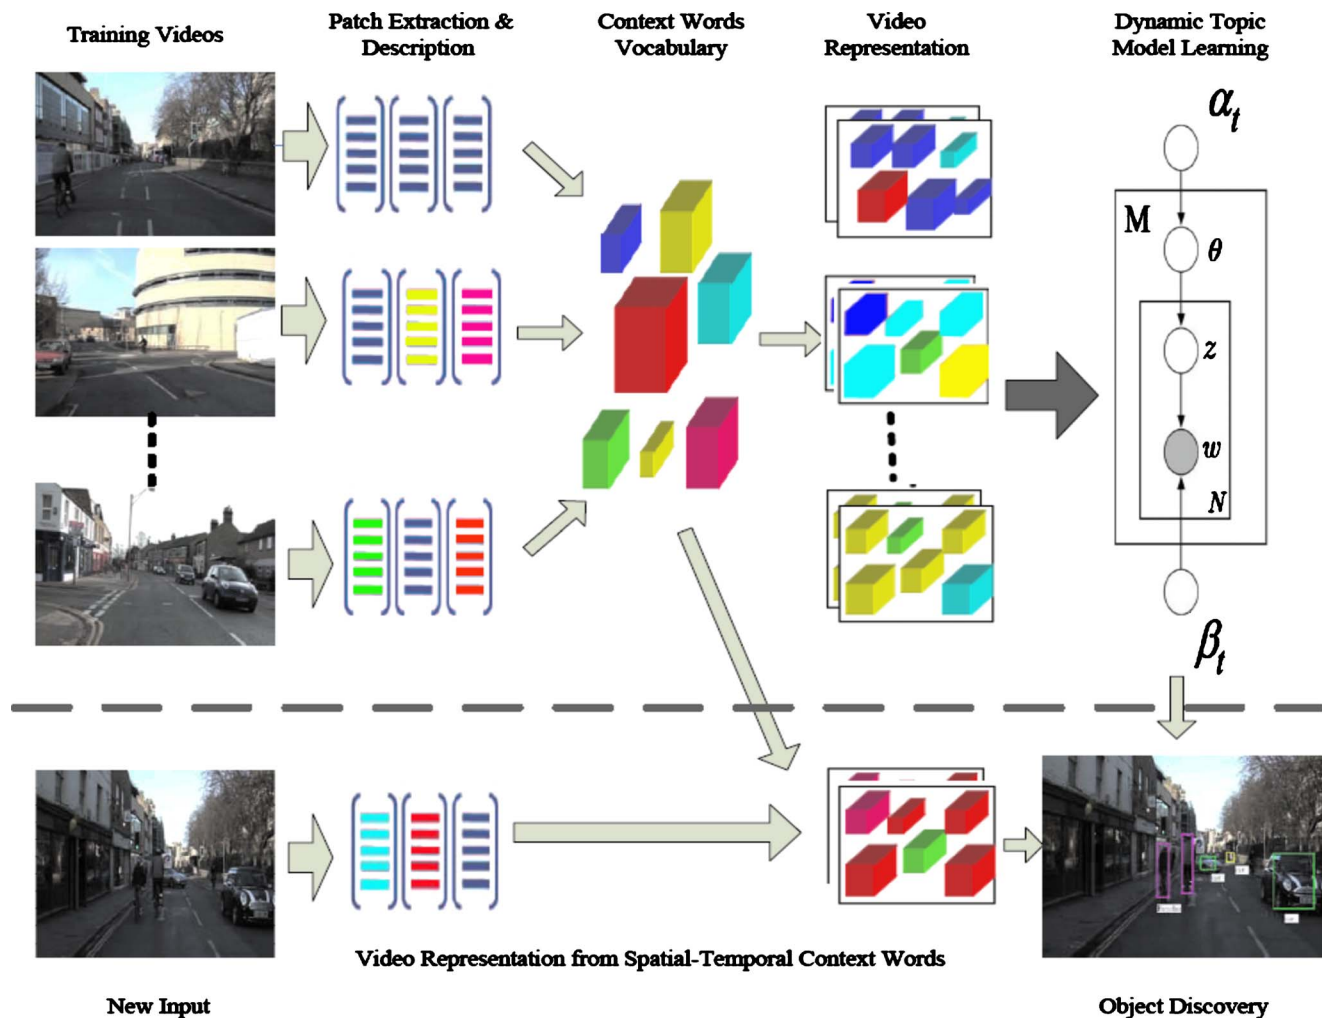 Training Videos
Patch Extraction &
Description
Context Words
Vocabulary
Video
Representation
Dynamic Topic
Model Learning
α_t
M
θ
z
w
N
β_t
Video Representation from Spatial-Temporal Context Words
New Input
Object Discovery